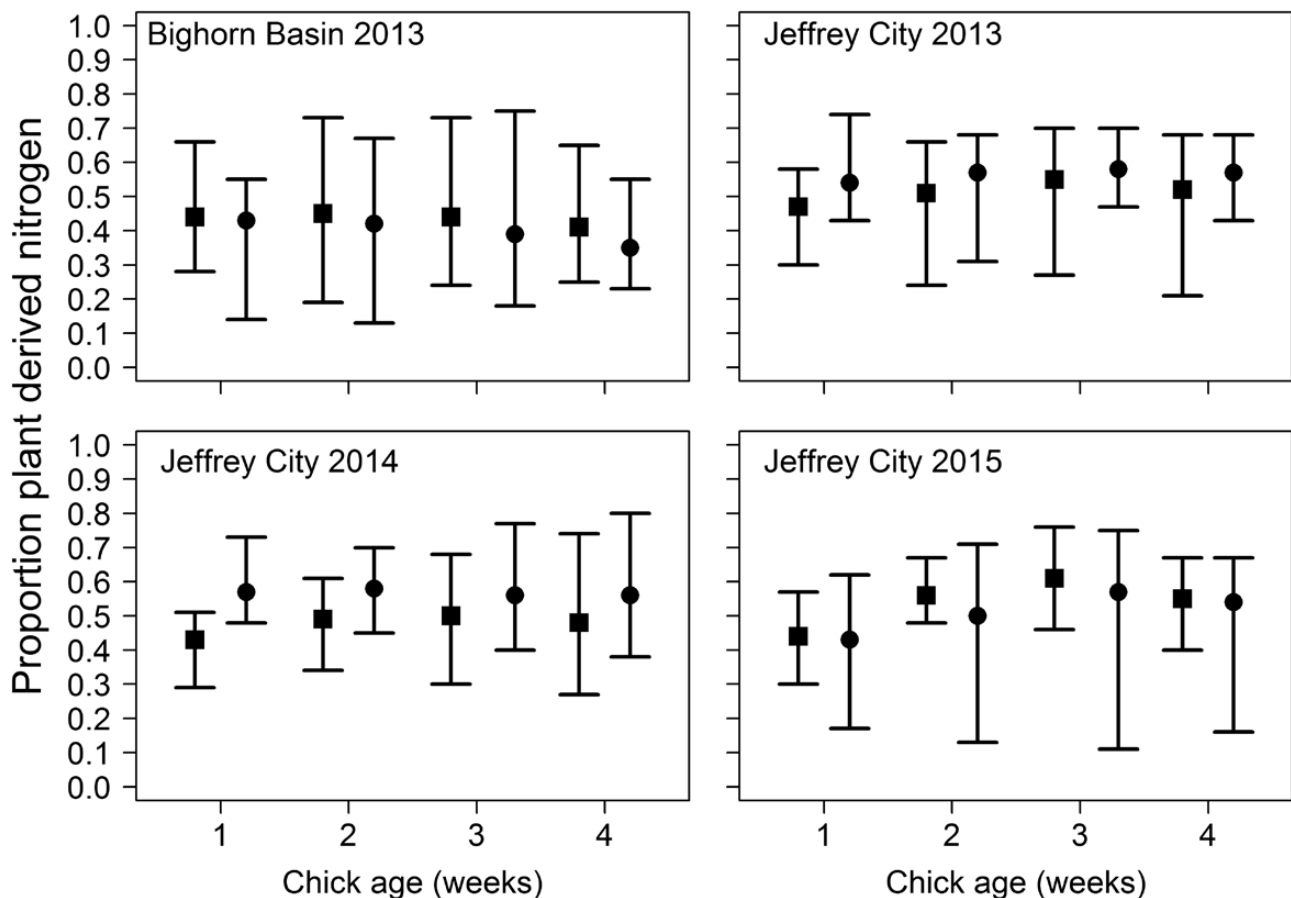 Proportion plant derived nitrogen
Bighorn Basin 2013
1.0
0.9
0.8
0.7
0.6
0.5
0.4
0.3
0.2
0.1
0.0
Jeffrey City 2013
Jeffrey City 2014
1.0
0.9
0.8
0.7
0.6
0.5
0.4
0.3
0.2
0.1
0.0
1 2 3 4
Chick age (weeks)
Jeffrey City 2015
1 2 3 4
Chick age (weeks)